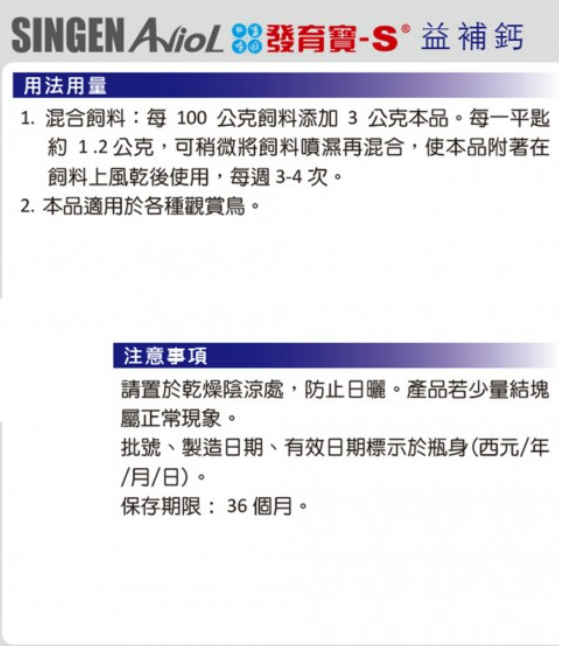 SINGEN AvioL 發育寶-S® 益補鈣
用法用量
1. 混合飼料：每 100 公克飼料添加 3 公克本品。每一平匙
約 1.2公克，可稍微將飼料噴濕再混合，使本品附著在
飼料上風乾後使用，每週 3-4 次。
2. 本品適用於各種觀賞鳥。
注意事項
請置於乾燥陰涼處，防止日曬。產品若少量結塊
屬正常現象。
批號、製造日期、有效日期標示於瓶身(西元/年
/月/日)。
保存期限： 36 個月。